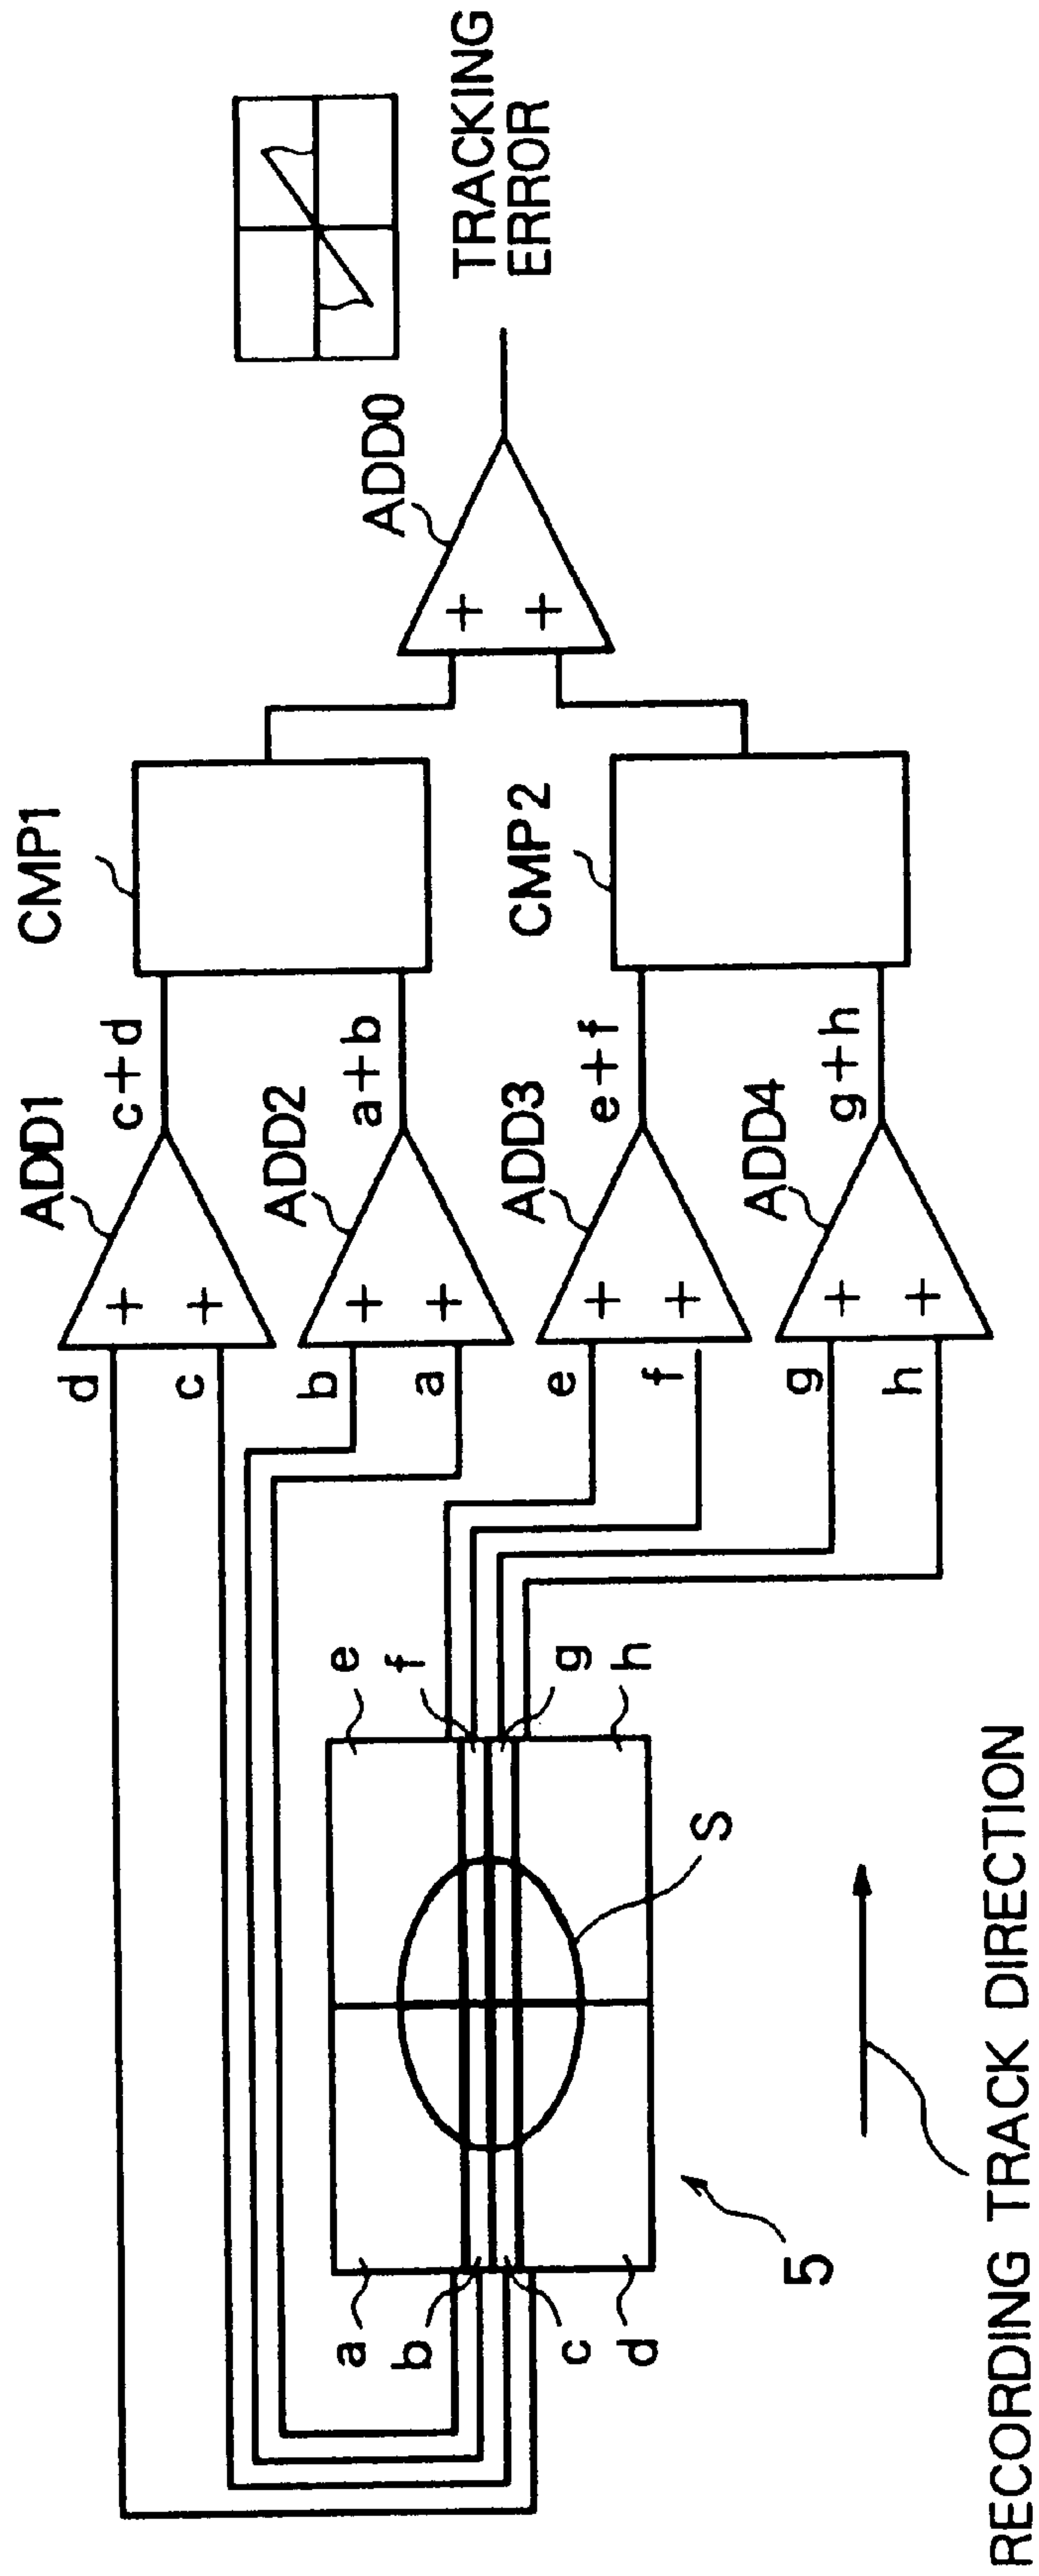 TRACKING
ERROR
ADD0
CMP1
CMP2
c+d
a+b
e+f
g+h
ADD1
ADD2
ADD3
ADD4
+
+
+
+
+
+
+
+
+
+
d
c
b
a
e
f
g
h
e
f
g
h
S
a
b
c
d
5
RECORDING TRACK DIRECTION